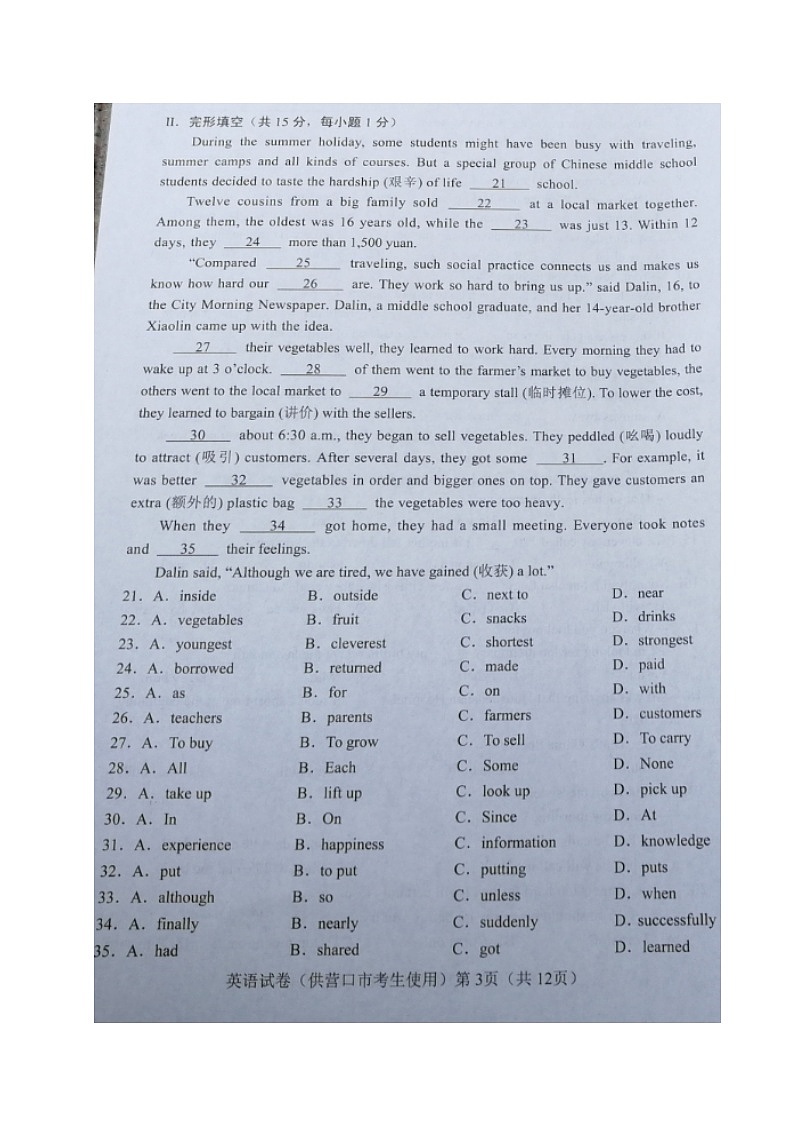 II. 完形填空（共 15 分，每小题 1 分）
During the summer holiday, some students might have been busy with traveling,
summer camps and all kinds of courses. But a special group of Chinese middle school
students decided to taste the hardship (艰辛) of life 21 school.
Twelve cousins from a big family sold 22 at a local market together.
Among them, the oldest was 16 years old, while the 23 was just 13. Within 12
days, they 24 more than 1,500 yuan.
“Compared 25 traveling, such social practice connects us and makes us
know how hard our 26 are. They work so hard to bring us up.” said Dalin, 16, to
the City Morning Newspaper. Dalin, a middle school graduate, and her 14-year-old brother
Xiaolin came up with the idea.
27 their vegetables well, they learned to work hard. Every morning they had to
wake up at 3 o’clock. 28 of them went to the farmer’s market to buy vegetables, the
others went to the local market to 29 a temporary stall (临时摊位). To lower the cost,
they learned to bargain (讲价) with the sellers.
30 about 6:30 a.m., they began to sell vegetables. They peddled (吆喝) loudly
to attract (吸引) customers. After several days, they got some 31. For example, it
was better 32 vegetables in order and bigger ones on top. They gave customers an
extra (额外的) plastic bag 33 the vegetables were too heavy.
When they 34 got home, they had a small meeting. Everyone took notes
and 35 their feelings.
Dalin said, “Although we are tired, we have gained (收获) a lot.”
21. A. inside B. outside C. next to D. near
22. A. vegetables B. fruit C. snacks D. drinks
23. A. youngest B. cleverest C. shortest D. strongest
24. A. borrowed B. returned C. made D. paid
25. A. as B. for C. on D. with
26. A. teachers B. parents C. farmers D. customers
27. A. To buy B. To grow C. To sell D. To carry
28. A. All B. Each C. Some D. None
29. A. take up B. lift up C. look up D. pick up
30. A. In B. On C. Since D. At
31. A. experience B. happiness C. information D. knowledge
32. A. put B. to put C. putting D. puts
33. A. although B. so C. unless D. when
34. A. finally B. nearly C. suddenly D. successfully
35. A. had B. shared C. got D. learned
英语试卷（供营口市考生使用）第 3页（共 12页）